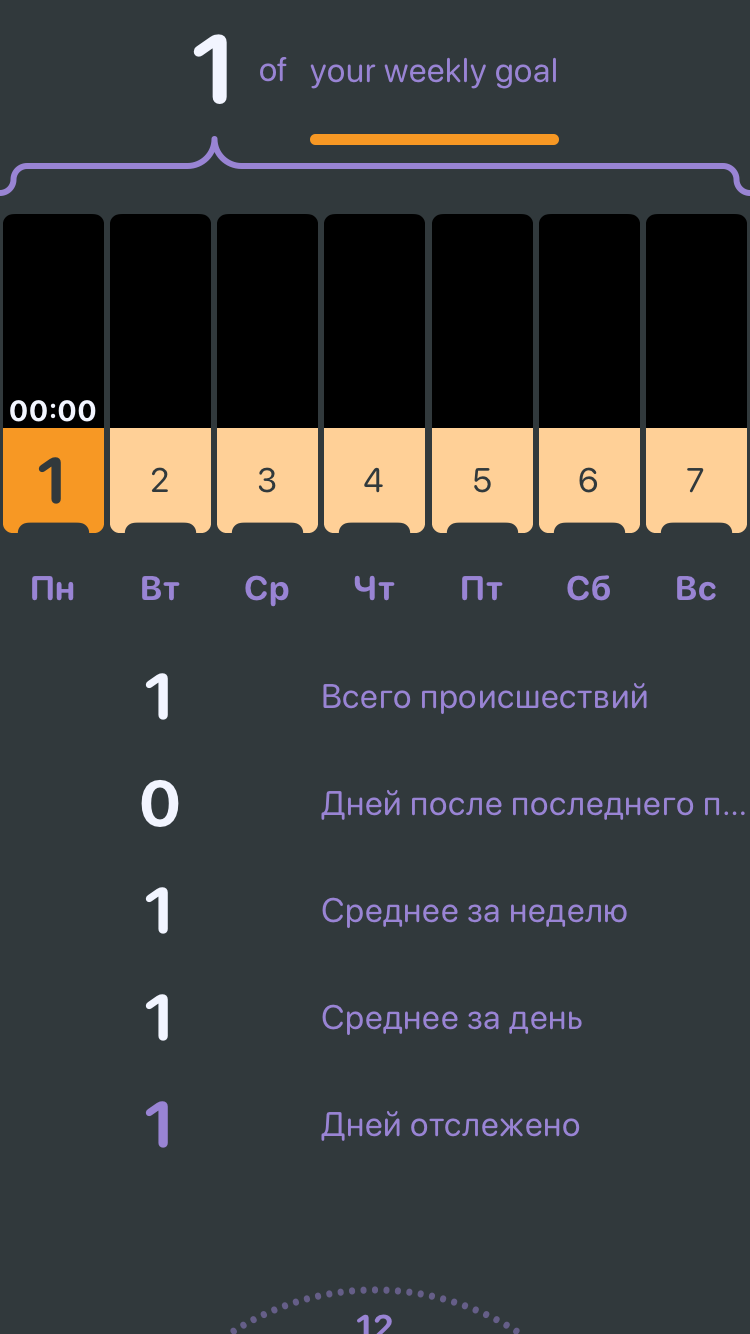 1 of your weekly goal
00:00
1 2 3 4 5 6 7
Пн Вт Ср Чт Пт Сб Вс
1 Всего происшествий
0 Дней после последнего п...
1 Среднее за неделю
1 Среднее за день
1 Дней отслежено
12